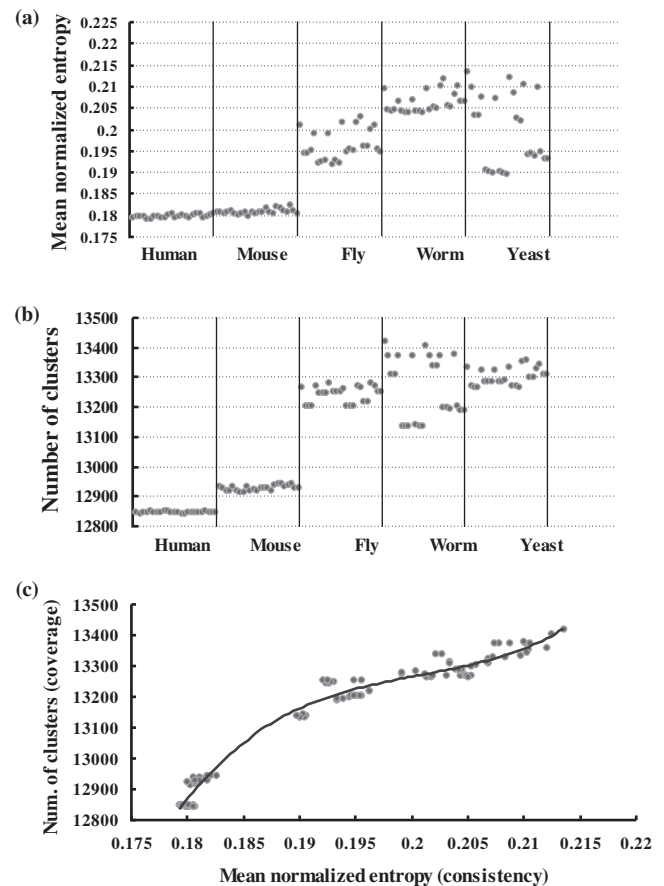 (a)
Mean normalized entropy
0.225
0.22
0.215
0.21
0.205
0.2
0.195
0.19
0.185
0.18
0.175
Human Mouse Fly Worm Yeast
(b)
Number of clusters
13500
13400
13300
13200
13100
13000
12900
12800
Human Mouse Fly Worm Yeast
(c)
Num. of clusters (coverage)
13500
13400
13300
13200
13100
13000
12900
12800
0.175 0.18 0.185 0.19 0.195 0.2 0.205 0.21 0.215 0.22
Mean normalized entropy (consistency)